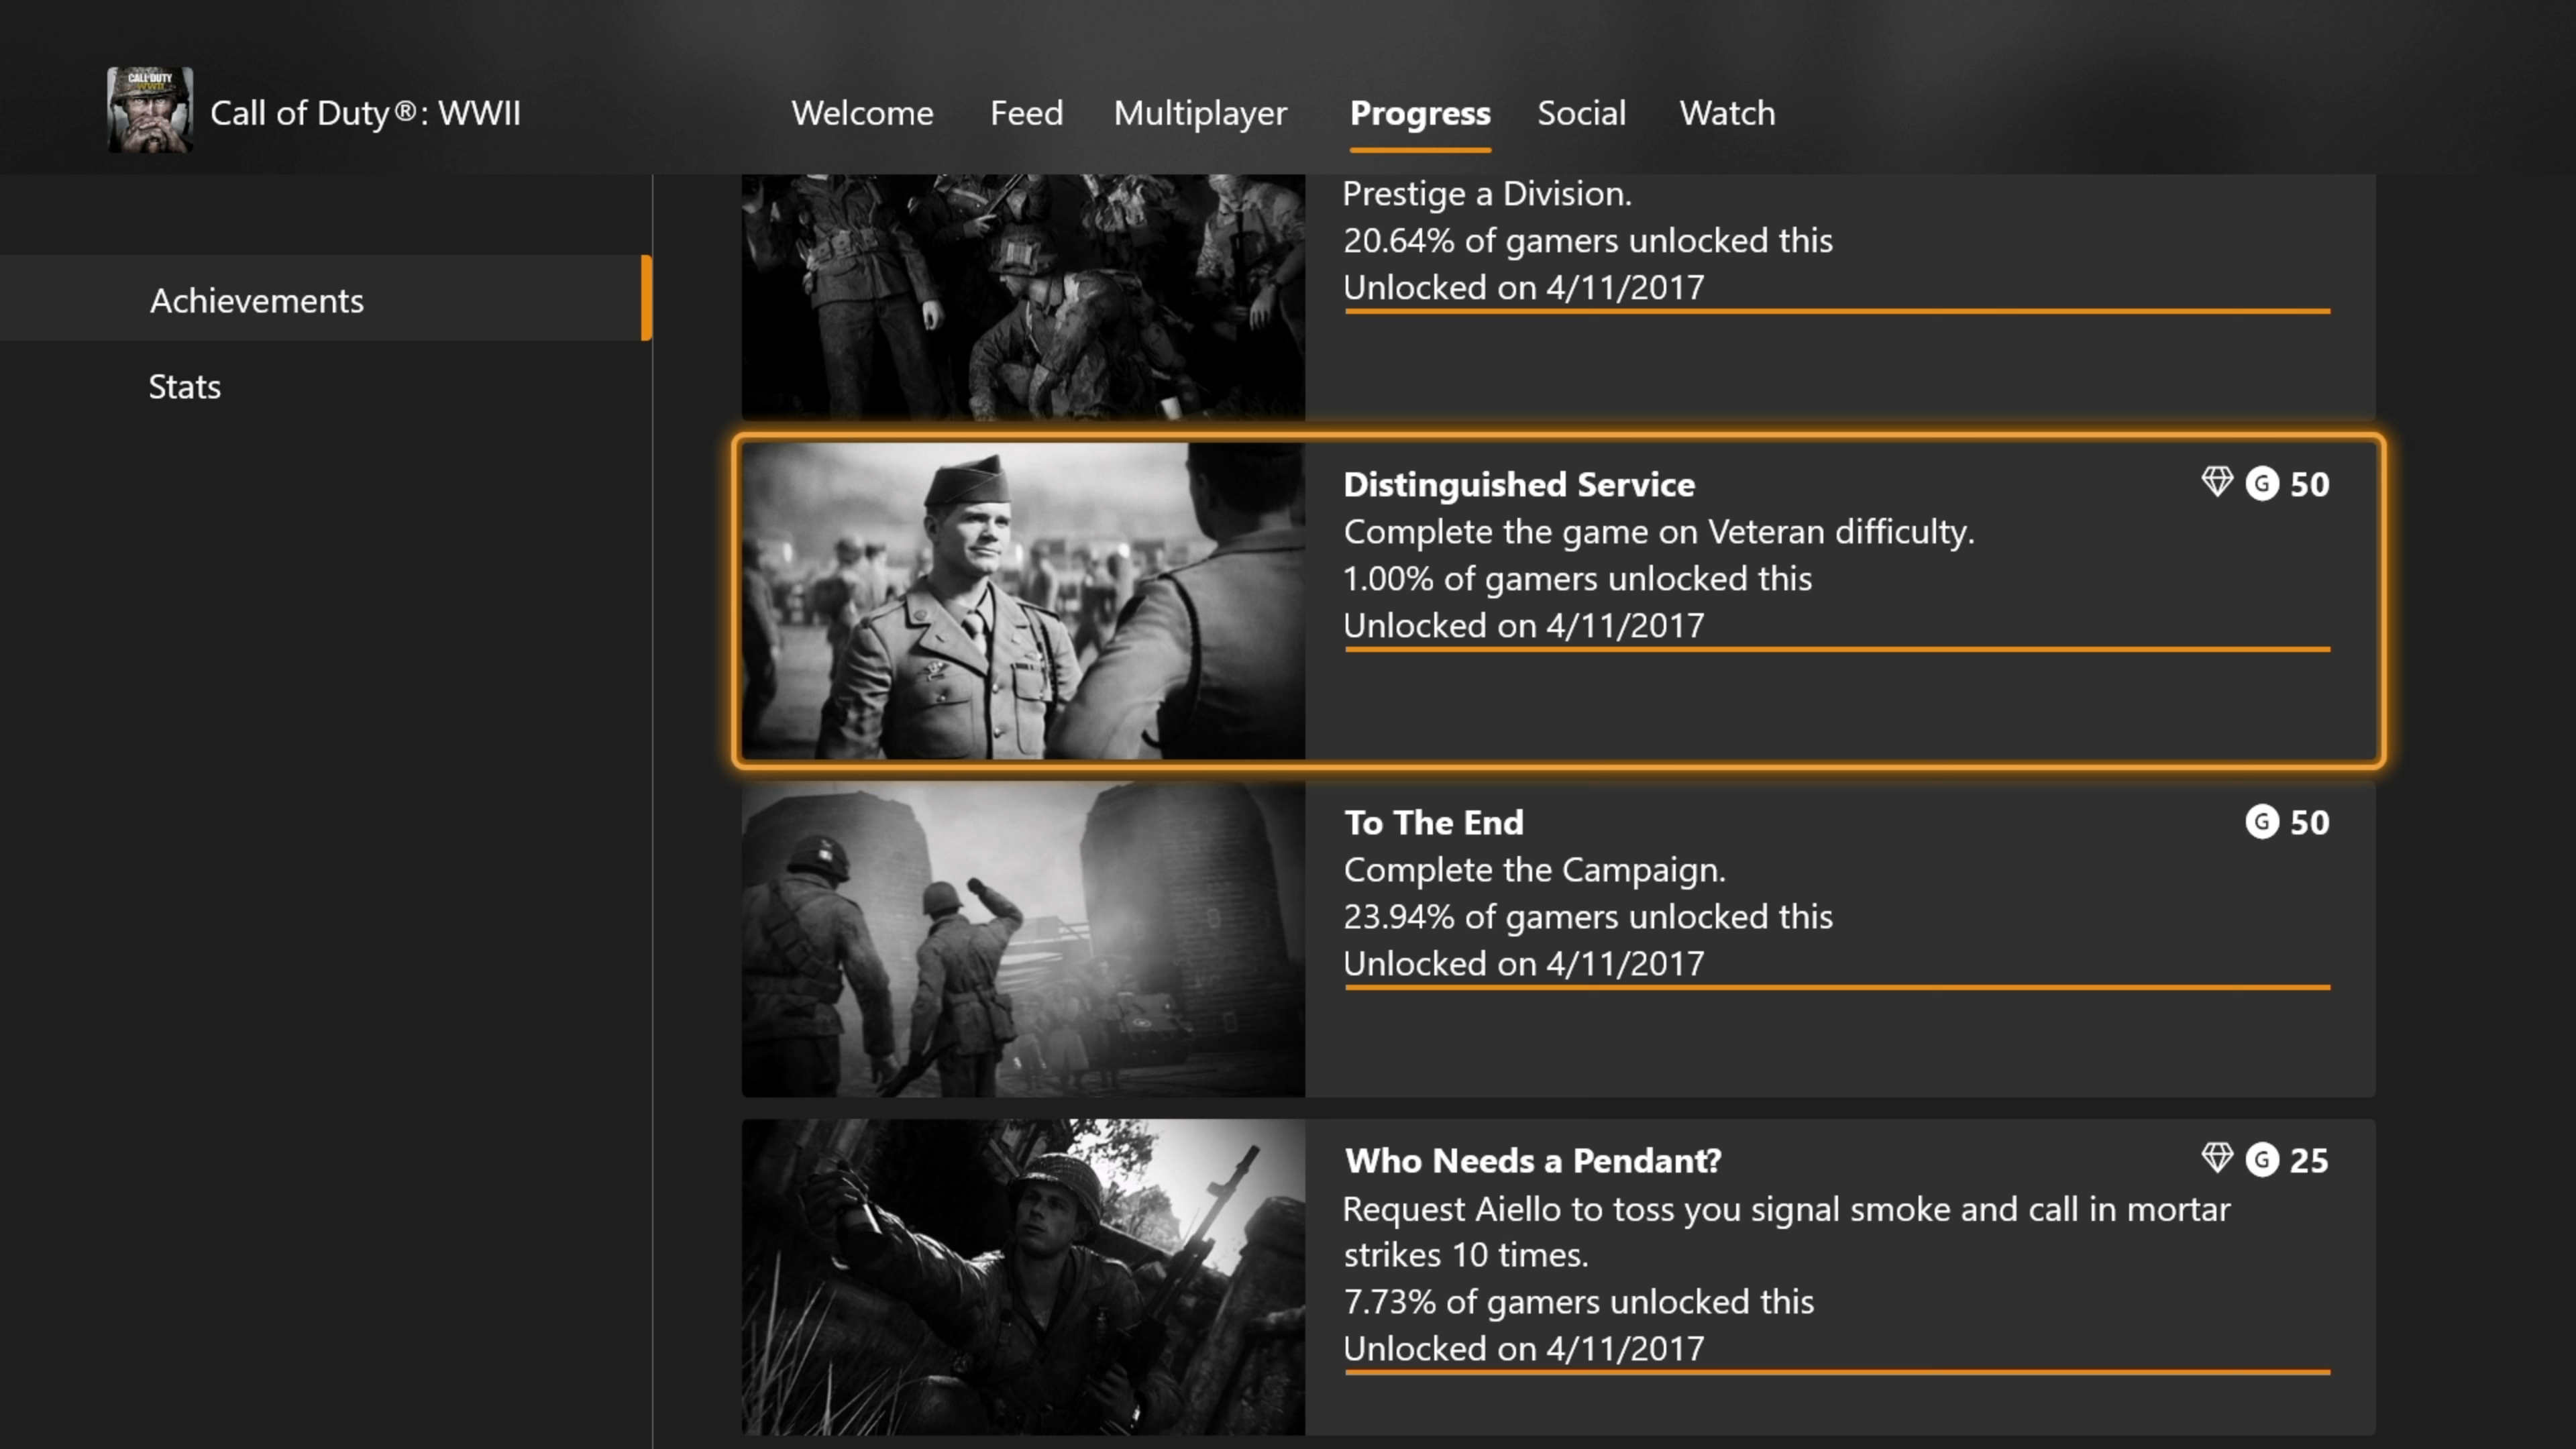 CALL OF DUTY
WWII
Call of Duty®: WWII
Welcome
Feed
Multiplayer
Progress
Social
Watch
Achievements
Stats
Prestige a Division.
20.64% of gamers unlocked this
Unlocked on 4/11/2017
Distinguished Service
G 50
Complete the game on Veteran difficulty.
1.00% of gamers unlocked this
Unlocked on 4/11/2017
To The End
G 50
Complete the Campaign.
23.94% of gamers unlocked this
Unlocked on 4/11/2017
Who Needs a Pendant?
G 25
Request Aiello to toss you signal smoke and call in mortar
strikes 10 times.
7.73% of gamers unlocked this
Unlocked on 4/11/2017